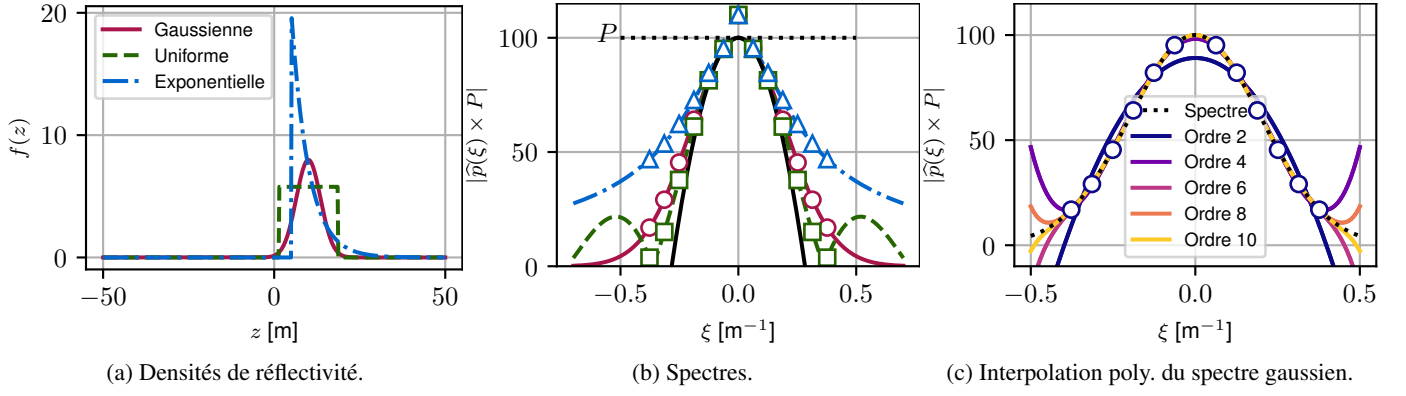 20
10
0
f(z)
−50
0
50
z [m]
Gaussienne
Uniforme
Exponentielle
(a) Densités de réflectivité.
100
50
0
|p̂(ξ) × P|
P
−0.5
0.0
0.5
ξ [m⁻¹]
(b) Spectres.
100
50
0
|p̂(ξ) × P|
−0.5
0.0
0.5
ξ [m⁻¹]
Spectre
Ordre 2
Ordre 4
Ordre 6
Ordre 8
Ordre 10
(c) Interpolation poly. du spectre gaussien.